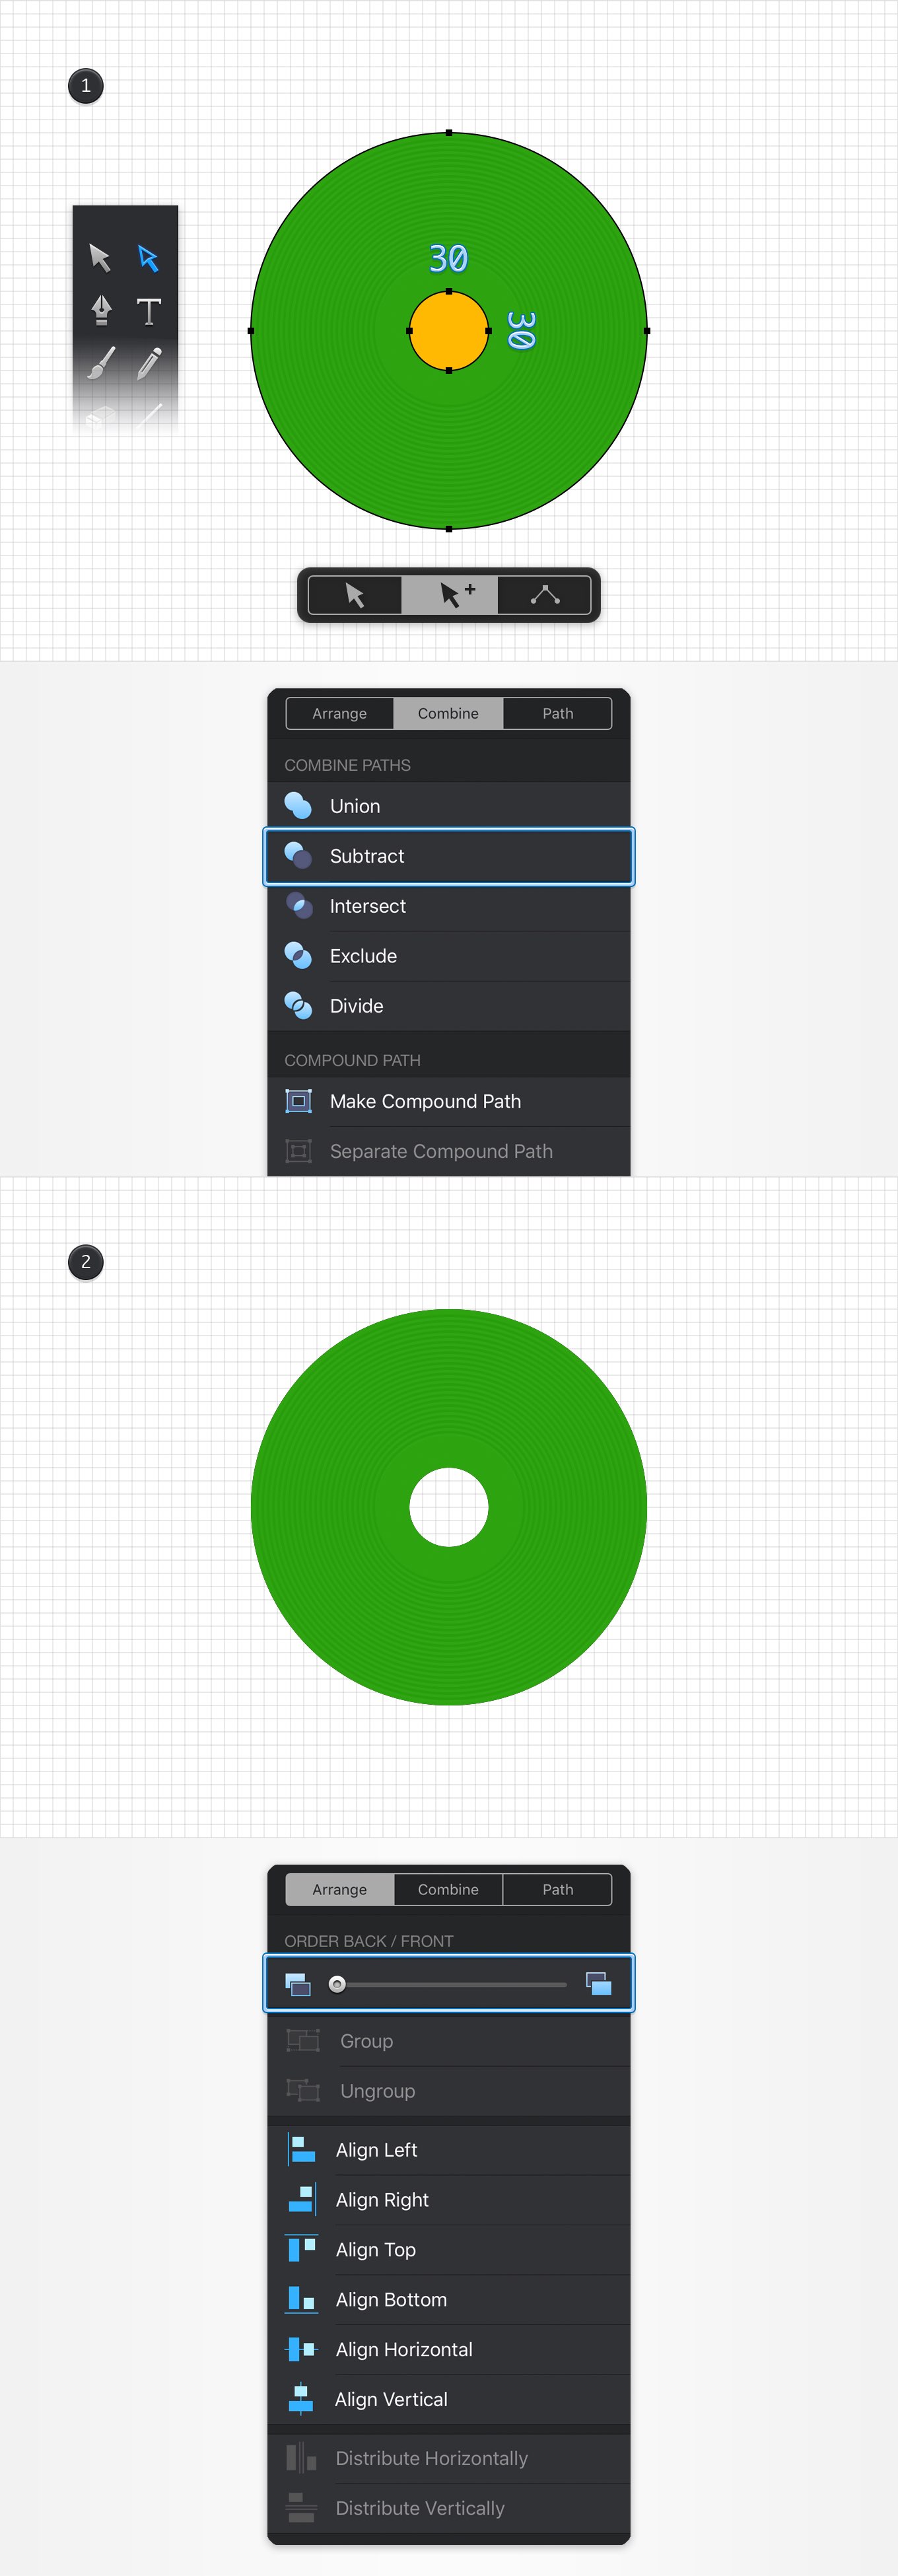 1
30
30
Arrange Combine Path
COMBINE PATHS
Union
Subtract
Intersect
Exclude
Divide
COMPOUND PATH
Make Compound Path
Separate Compound Path
2
Arrange Combine Path
ORDER BACK / FRONT
Group
Ungroup
Align Left
Align Right
Align Top
Align Bottom
Align Horizontal
Align Vertical
Distribute Horizontally
Distribute Vertically